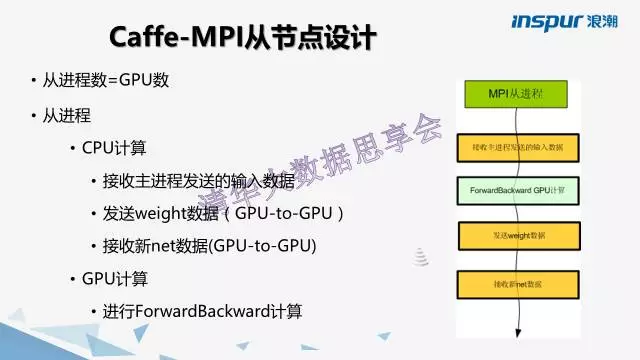 Caffe-MPI从节点设计
inspur 浪潮
• 从进程数=GPU数
• 从进程
• CPU计算
• 接收主进程发送的输入数据
• 发送weight数据（GPU-to-GPU）
• 接收新net数据(GPU-to-GPU)
• GPU计算
• 进行ForwardBackward计算
MPI从进程
接收主进程发送的输入数据
ForwardBackward GPU计算
发送weight数据
接收新net数据
清华大数据思享会